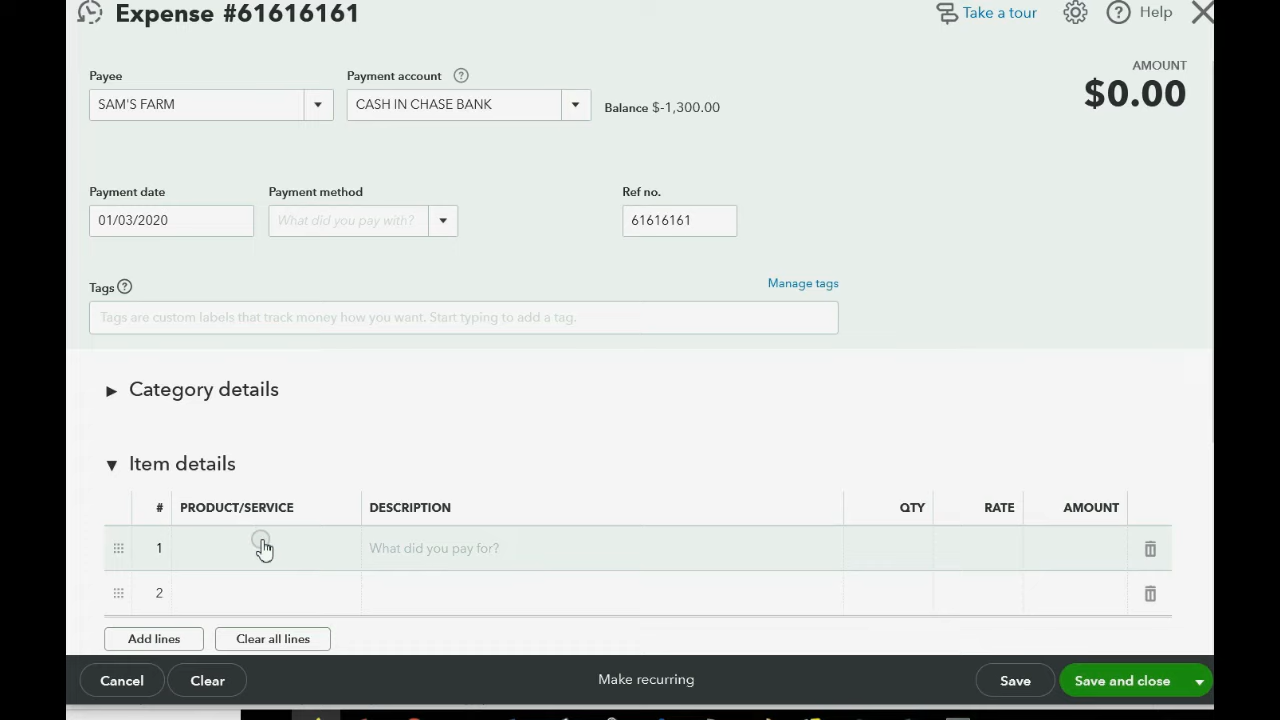 Expense #61616161
Take a tour
Help
Payee
Payment account
AMOUNT
SAM'S FARM
CASH IN CHASE BANK
Balance $-1,300.00
$0.00
Payment date
Payment method
Ref no.
01/03/2020
What did you pay with?
61616161
Tags
Manage tags
Tags are custom labels that track money how you want. Start typing to add a tag.
Category details
Item details
# PRODUCT/SERVICE DESCRIPTION QTY RATE AMOUNT
1 What did you pay for?
2
Add lines
Clear all lines
Cancel
Clear
Make recurring
Save
Save and close